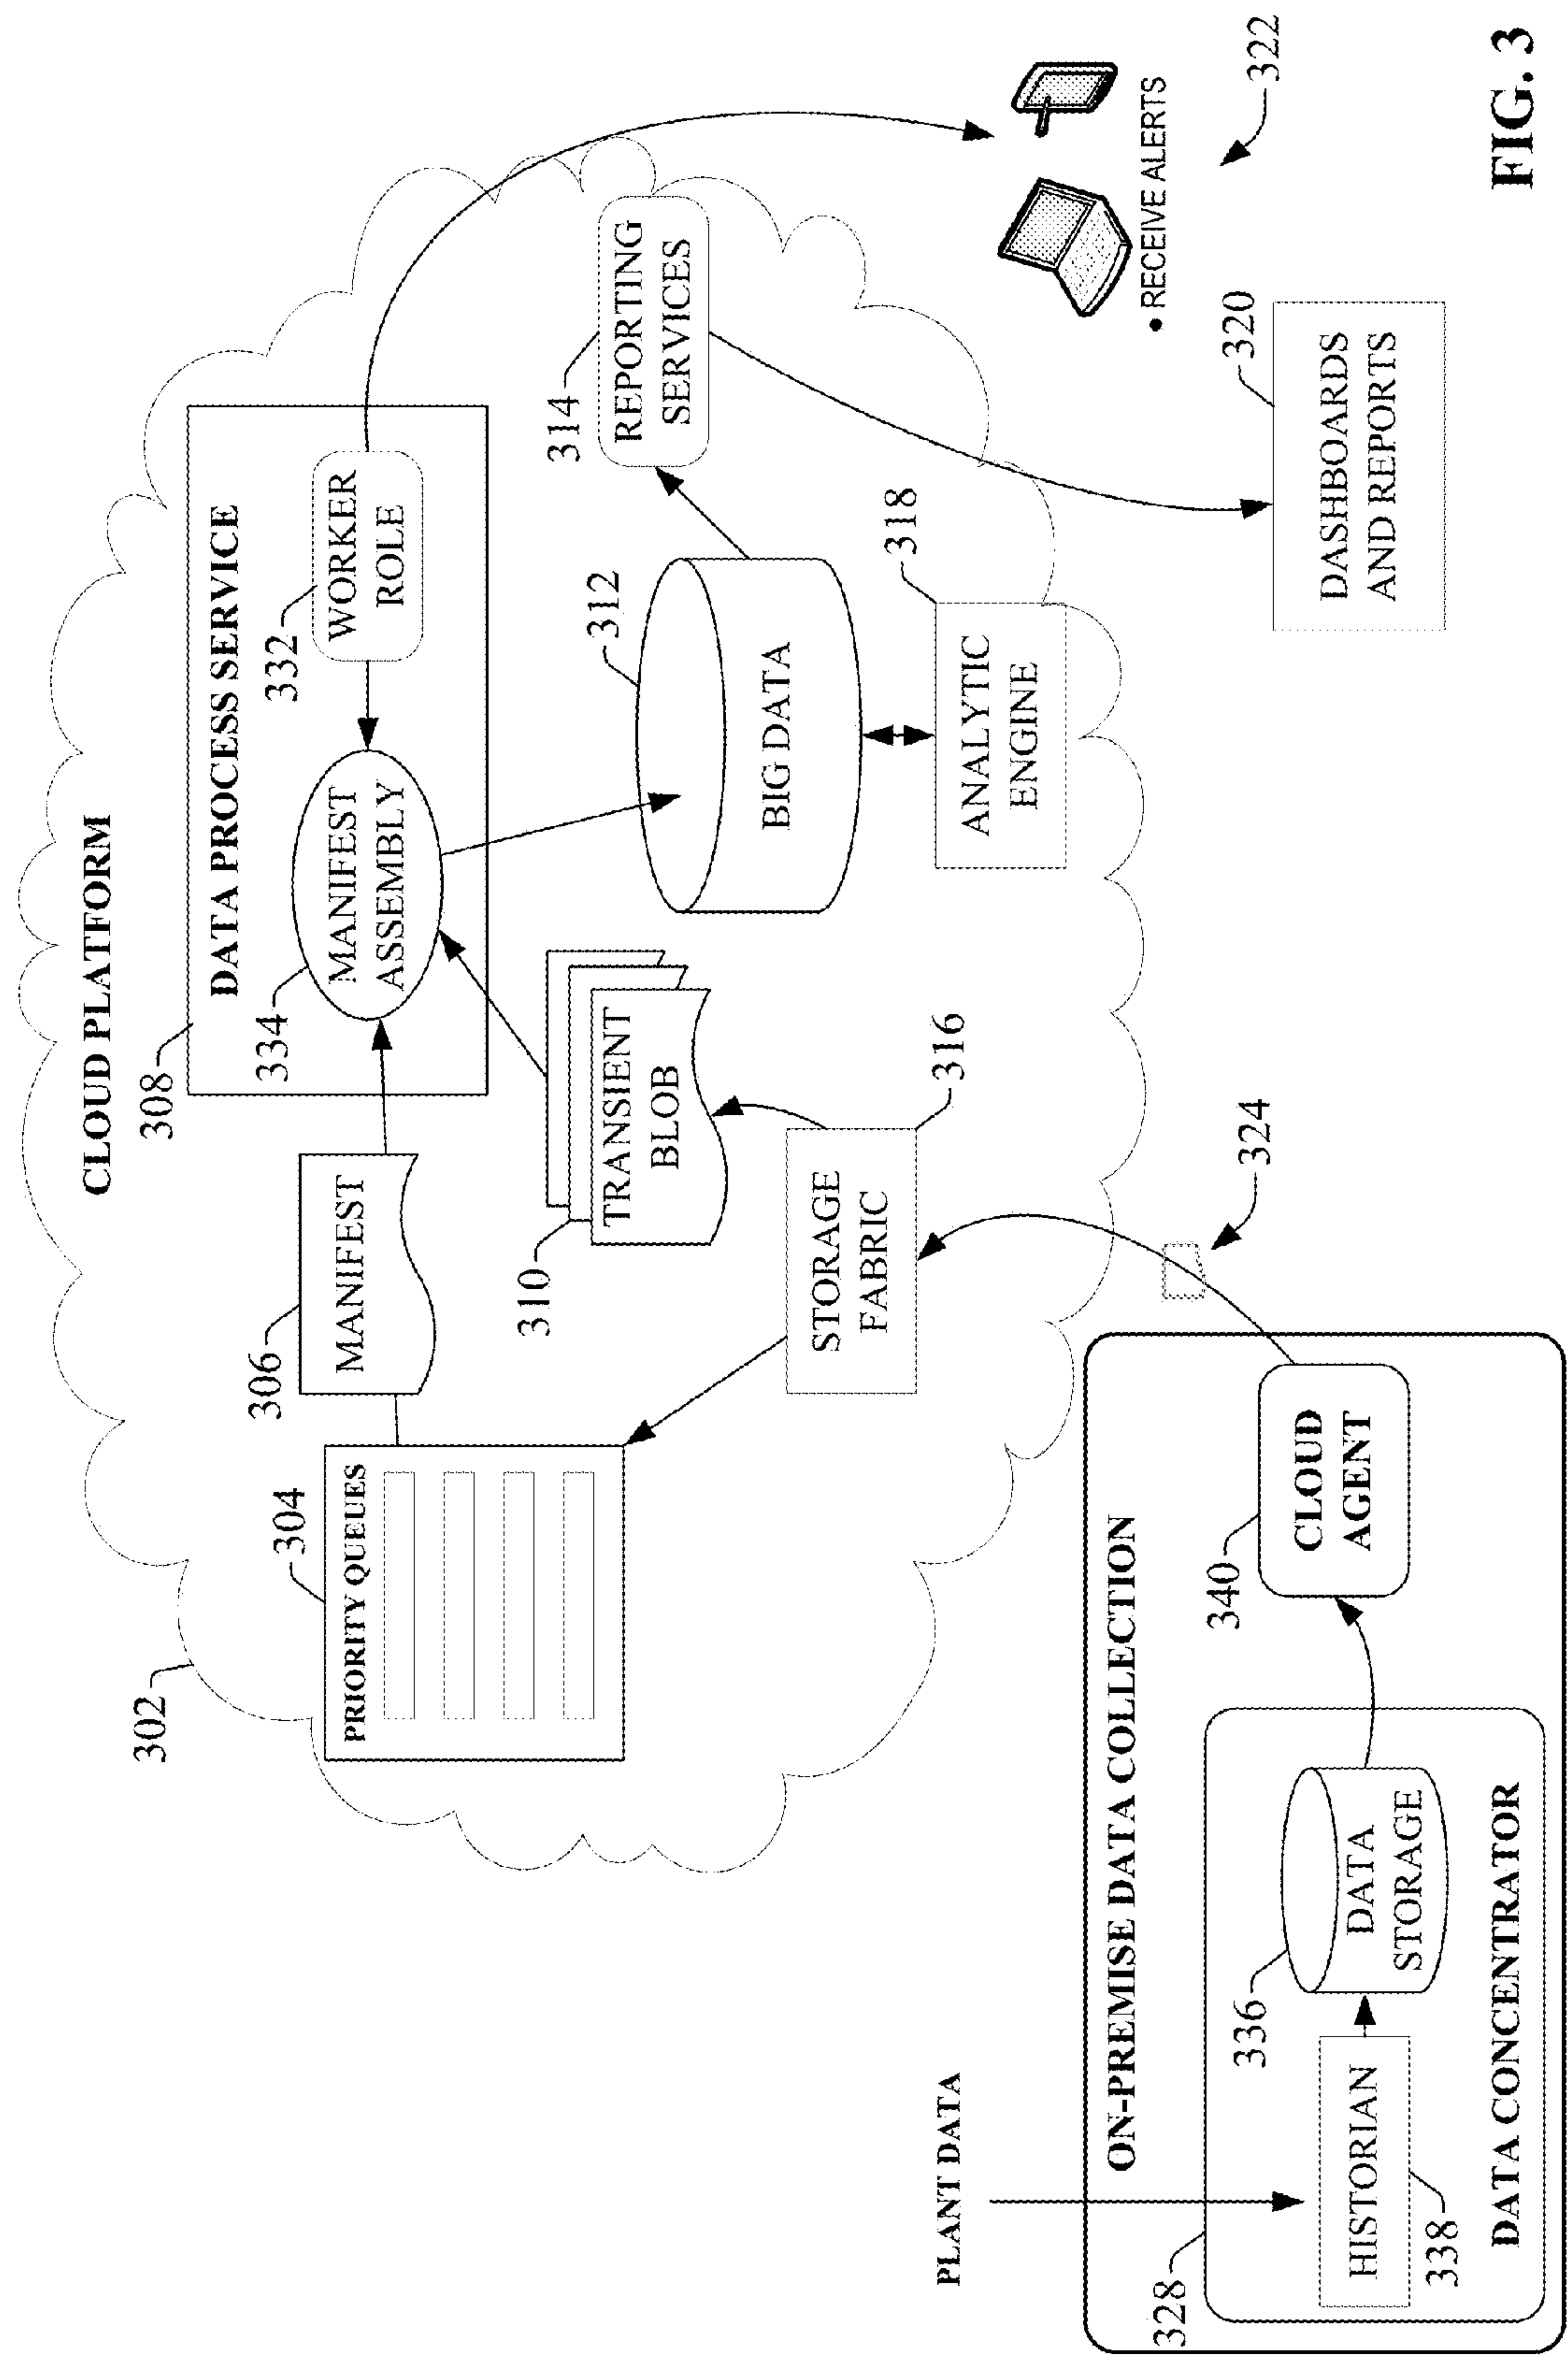 CLOUD PLATFORM
302
304
PRIORITY QUEUES
306
MANIFEST
308
DATA PROCESS SERVICE
334
MANIFEST
ASSEMBLY
332
WORKER
ROLE
310
TRANSIENT
BLOB
312
BIG DATA
314
REPORTING
SERVICES
STORAGE
FABRIC
316
318
ANALYTIC
ENGINE
• RECEIVE ALERTS
322
324
320
DASHBOARDS
AND REPORTS
PLANT DATA
ON-PREMISE DATA COLLECTION
328
340
CLOUD
AGENT
336
HISTORIAN
338
DATA
STORAGE
DATA CONCENTRATOR
FIG. 3